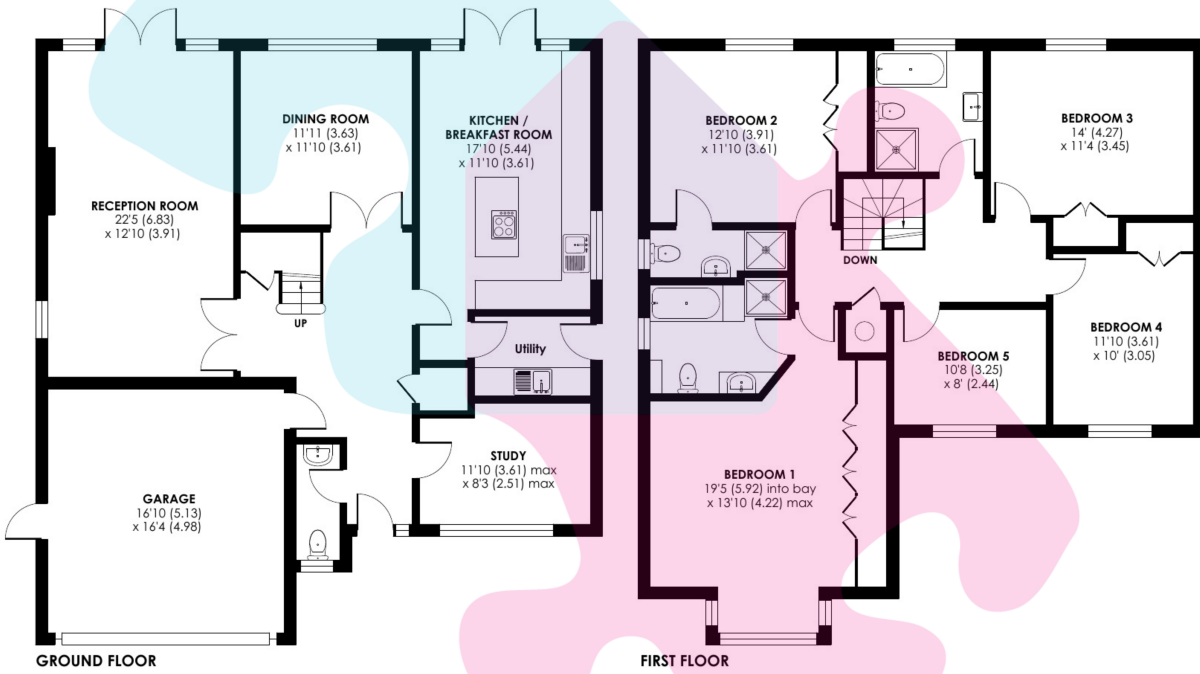 RECEPTION ROOM
22'5 (6.83)
x 12'10 (3.91)
DINING ROOM
11'11 (3.63)
x 11'10 (3.61)
KITCHEN /
BREAKFAST ROOM
17'10 (5.44)
x 11'10 (3.61)
UP
Utility
STUDY
11'10 (3.61) max
x 8'3 (2.51) max
GARAGE
16'10 (5.13)
x 16'4 (4.98)
GROUND FLOOR
BEDROOM 2
12'10 (3.91)
x 11'10 (3.61)
BEDROOM 3
14' (4.27)
x 11'4 (3.45)
DOWN
BEDROOM 4
11'10 (3.61)
x 10' (3.05)
BEDROOM 5
10'8 (3.25)
x 8' (2.44)
BEDROOM 1
19'5 (5.92) into bay
x 13'10 (4.22) max
FIRST FLOOR